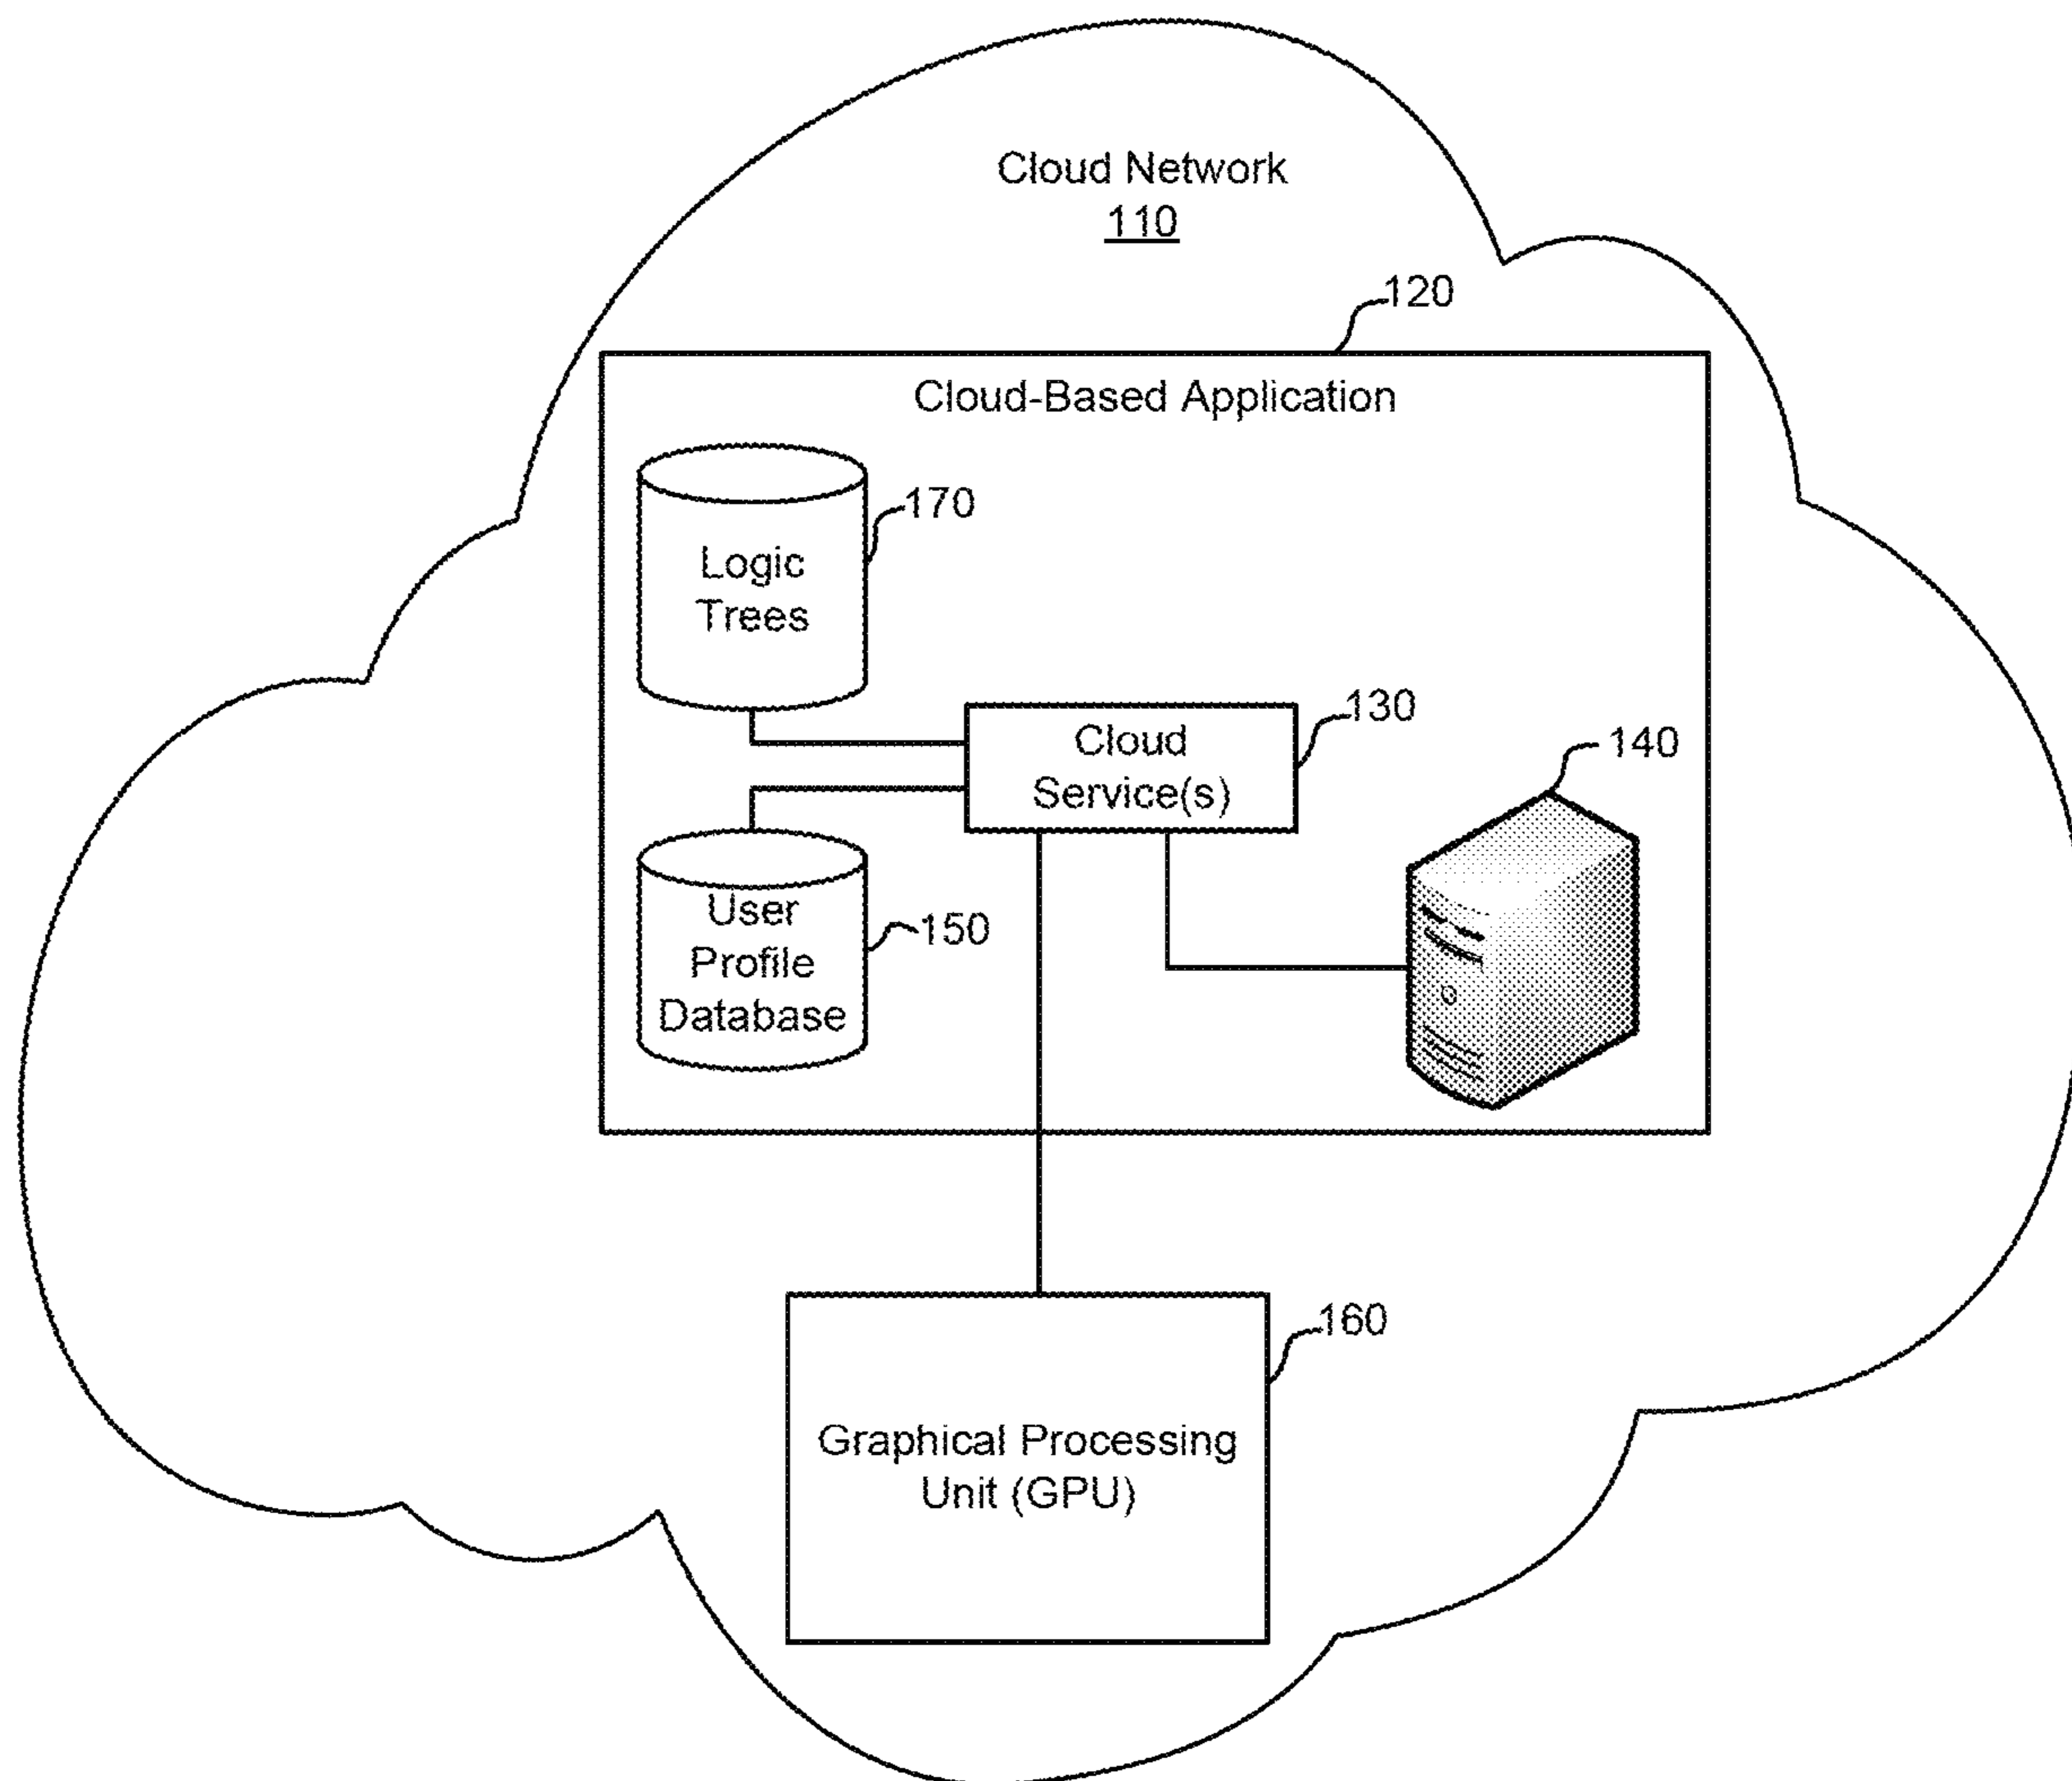 Cloud Network
110
120
Cloud-Based Application
170
Logic
Trees
130
Cloud
Service(s)
140
User
Profile
Database
150
160
Graphical Processing
Unit (GPU)